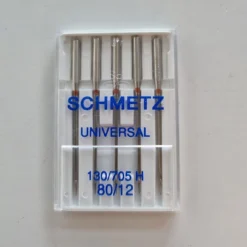 SCHMETZ
UNIVERSAL
130/705 H
80/12